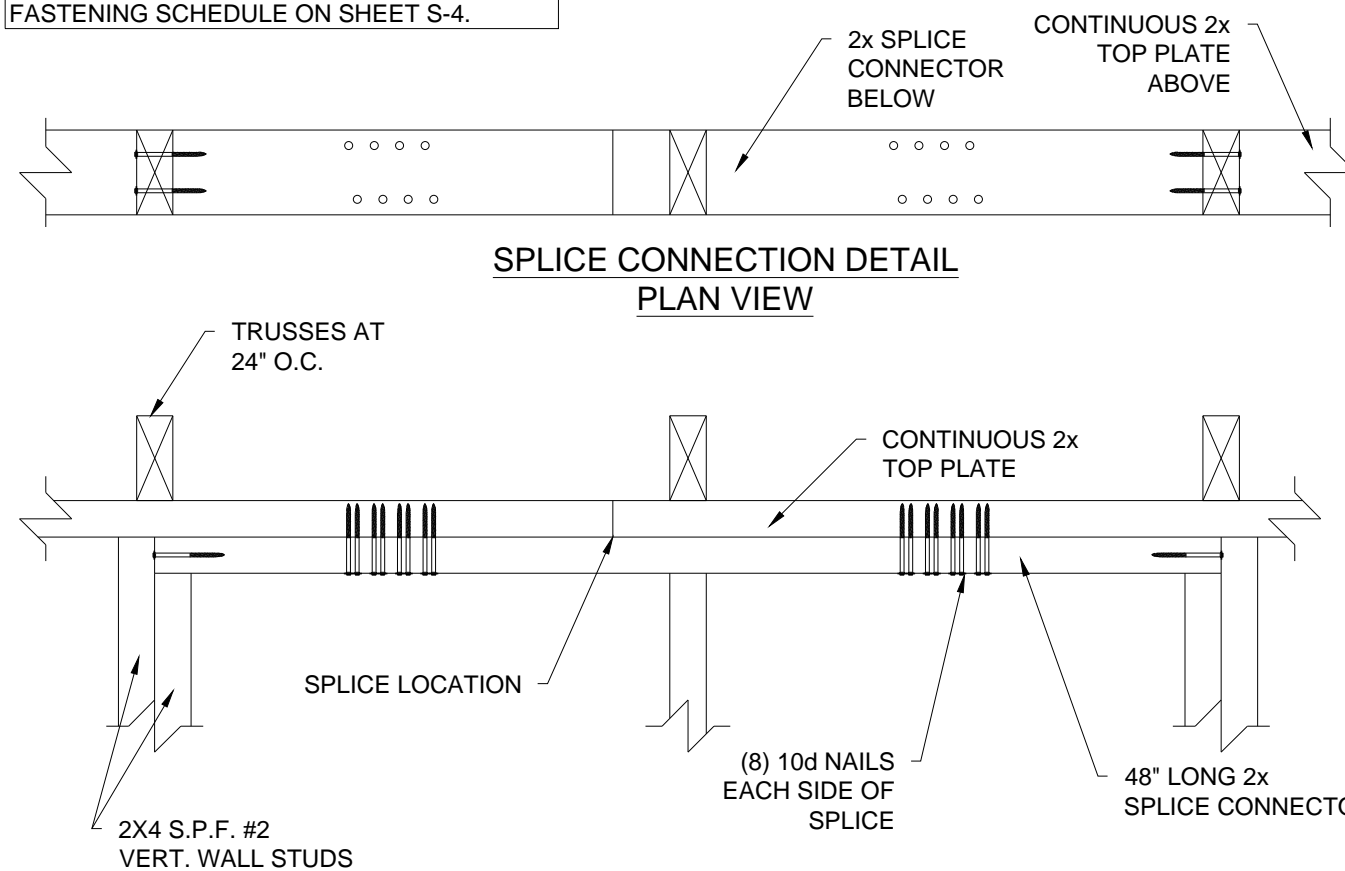 FASTENING SCHEDULE ON SHEET S-4.
2x SPLICE
CONNECTOR
BELOW
CONTINUOUS 2x
TOP PLATE
ABOVE
SPLICE CONNECTION DETAIL
PLAN VIEW
TRUSSES AT
24" O.C.
CONTINUOUS 2x
TOP PLATE
SPLICE LOCATION
(8) 10d NAILS
EACH SIDE OF
SPLICE
48" LONG 2x
SPLICE CONNECTO
2X4 S.P.F. #2
VERT. WALL STUDS